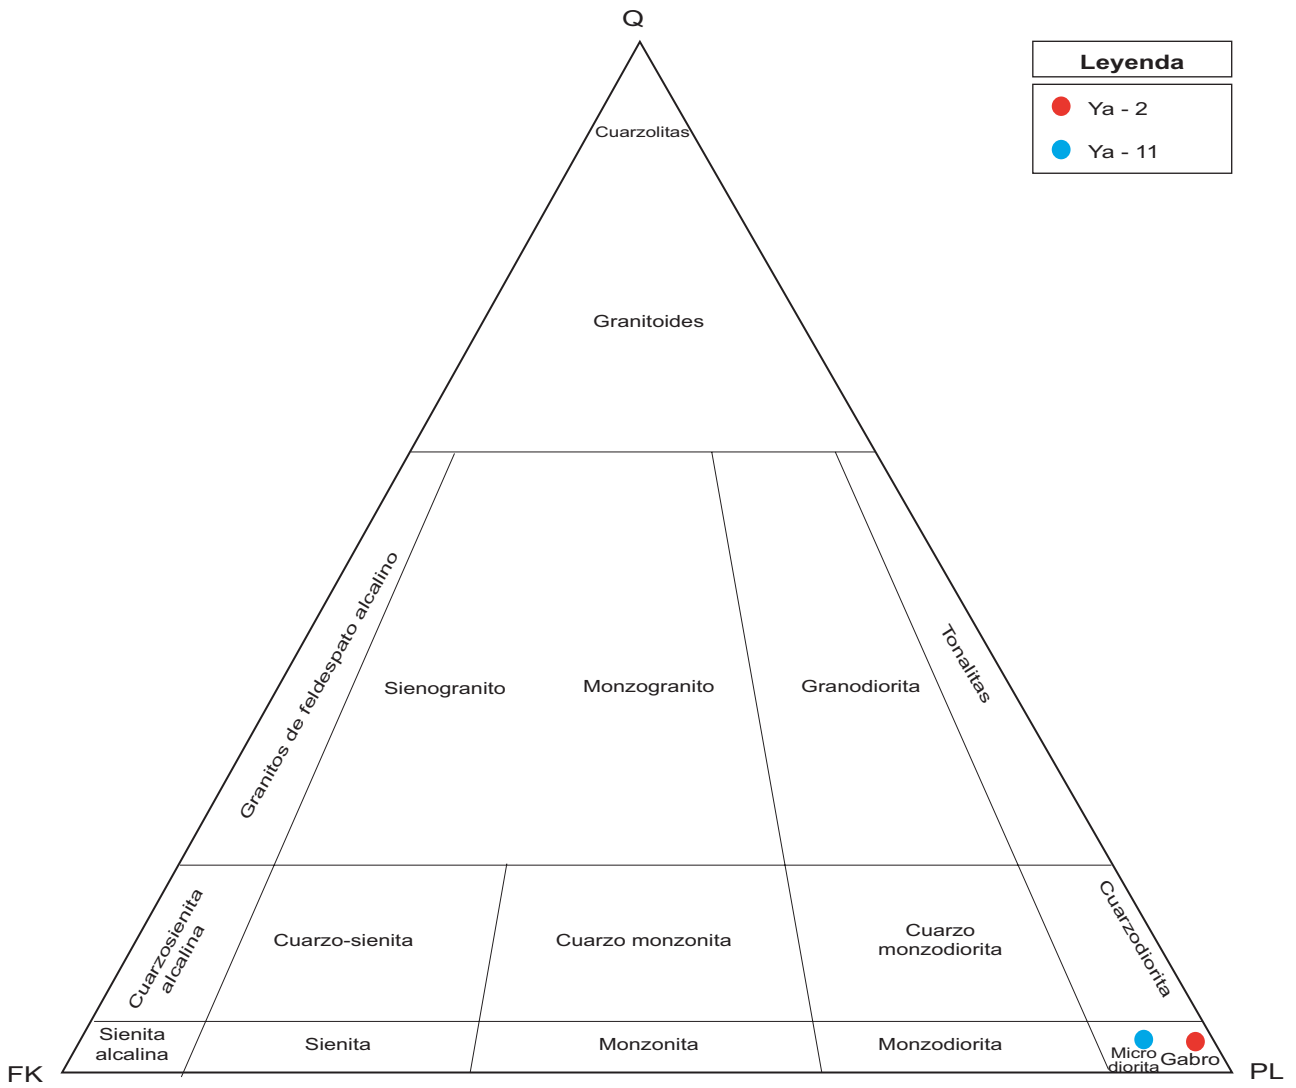 Q
Leyenda
Ya - 2
Ya - 11
Cuarzolitas
Granitoides
Granitos de feldespato alcalino
Sienogranito
Monzogranito
Granodiorita
Tonalitas
Cuarzosienita
alcalina
Cuarzo-sienita
Cuarzo monzonita
Cuarzo
monzodiorita
Cuarzodiorita
Sienita
alcalina
Sienita
Monzonita
Monzodiorita
Micro
diorita
Gabro
FK
PL